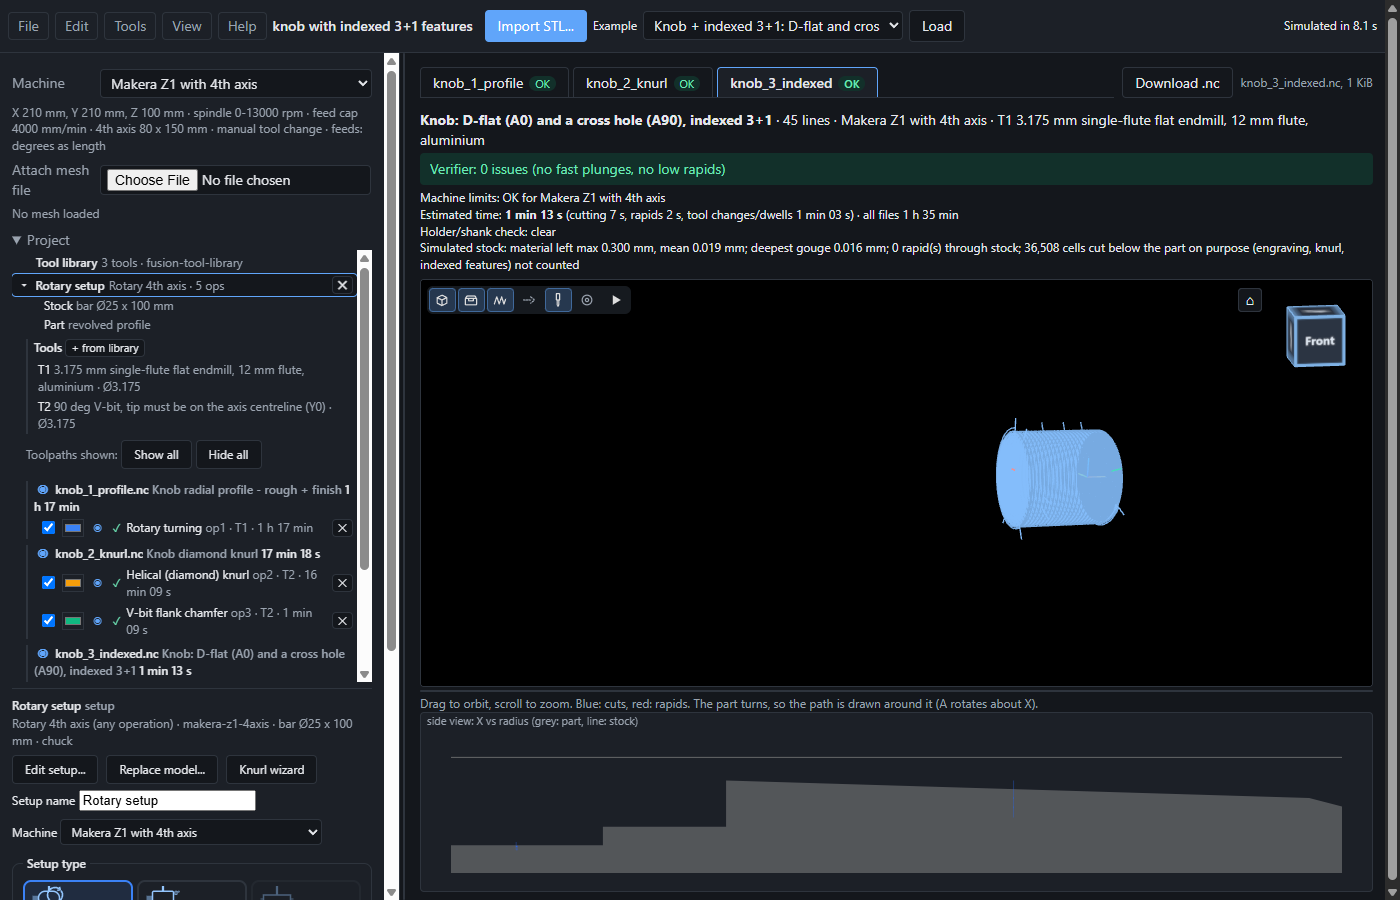 File Edit Tools View Help knob with indexed 3+1 features Import STL... Example Knob + indexed 3+1: D-flat and cros Load Simulated in 8.1 s
Machine Makera Z1 with 4th axis
X 210 mm, Y 210 mm, Z 100 mm · spindle 0-13000 rpm · feed cap
4000 mm/min · 4th axis 80 x 150 mm · manual tool change · feeds:
degrees as length
Attach mesh file Choose File No file chosen
No mesh loaded
Project
Tool library 3 tools · fusion-tool-library
Rotary setup Rotary 4th axis · 5 ops
Stock bar Ø25 x 100 mm
Part revolved profile
Tools + from library
T1 3.175 mm single-flute flat endmill, 12 mm flute,
aluminium · Ø3.175
T2 90 deg V-bit, tip must be on the axis centreline (Y0) ·
Ø3.175
Toolpaths shown: Show all Hide all
knob_1_profile.nc Knob radial profile - rough + finish 1
h 17 min
Rotary turning op1 · T1 · 1 h 17 min
knob_2_knurl.nc Knob diamond knurl 17 min 18 s
Helical (diamond) knurl op2 · T2 · 16
min 09 s
V-bit flank chamfer op3 · T2 · 1 min
09 s
knob_3_indexed.nc Knob: D-flat (A0) and a cross hole
(A90), indexed 3+1 1 min 13 s
Rotary setup setup
Rotary 4th axis (any operation) · makera-z1-4axis · bar Ø25 x 100
mm · chuck
Edit setup... Replace model... Knurl wizard
Setup name Rotary setup
Machine Makera Z1 with 4th axis
Setup type
knob_1_profile OK knob_2_knurl OK knob_3_indexed OK Download .nc knob_3_indexed.nc, 1 KiB
Knob: D-flat (A0) and a cross hole (A90), indexed 3+1 · 45 lines · Makera Z1 with 4th axis · T1 3.175 mm single-flute flat endmill, 12 mm flute,
aluminium
Verifier: 0 issues (no fast plunges, no low rapids)
Machine limits: OK for Makera Z1 with 4th axis
Estimated time: 1 min 13 s (cutting 7 s, rapids 2 s, tool changes/dwells 1 min 03 s) · all files 1 h 35 min
Holder/shank check: clear
Simulated stock: material left max 0.300 mm, mean 0.019 mm; deepest gouge 0.016 mm; 0 rapid(s) through stock; 36,508 cells cut below the part on purpose (engraving, knurl,
indexed features) not counted
Front
Drag to orbit, scroll to zoom. Blue: cuts, red: rapids. The part turns, so the path is drawn around it (A rotates about X).
side view: X vs radius (grey: part, line: stock)